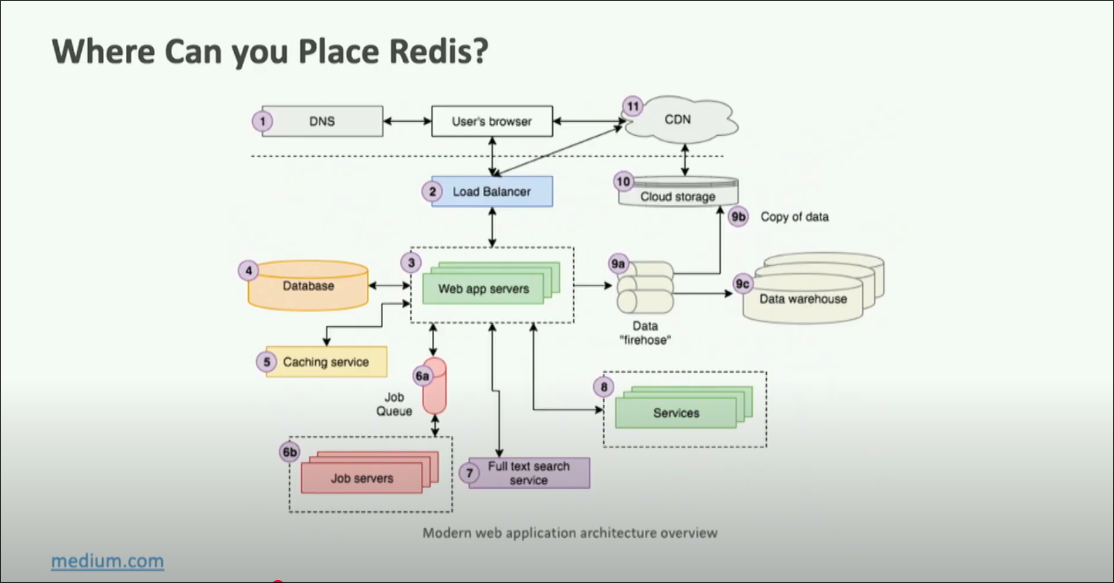 Where Can you Place Redis?
1
DNS
User's browser
11
CDN
2
Load Balancer
10
Cloud storage
9b
Copy of data
3
Web app servers
4
Database
9a
Data
"firehose"
9c
Data warehouse
5
Caching service
6a
Job
Queue
8
Services
6b
Job servers
7
Full text search
service
Modern web application architecture overview
medium.com